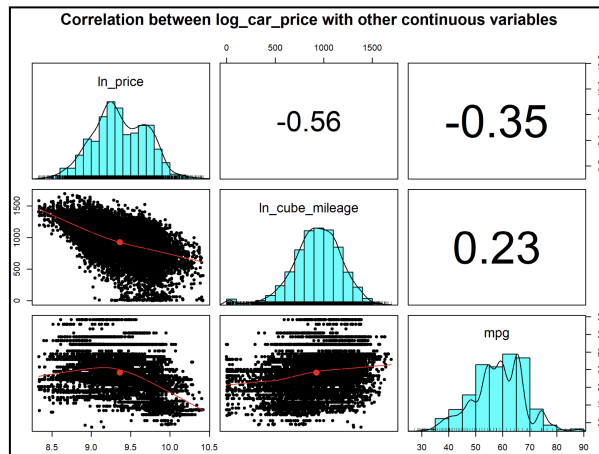 Correlation between log_car_price with other continuous variables
0 500 1000 1500
ln_price
-0.56
-0.35
0 500 1000 1500
ln_cube_mileage
0.23
mpg
8.5 9.0 9.5 10.0 10.5
30 40 50 60 70 80 90